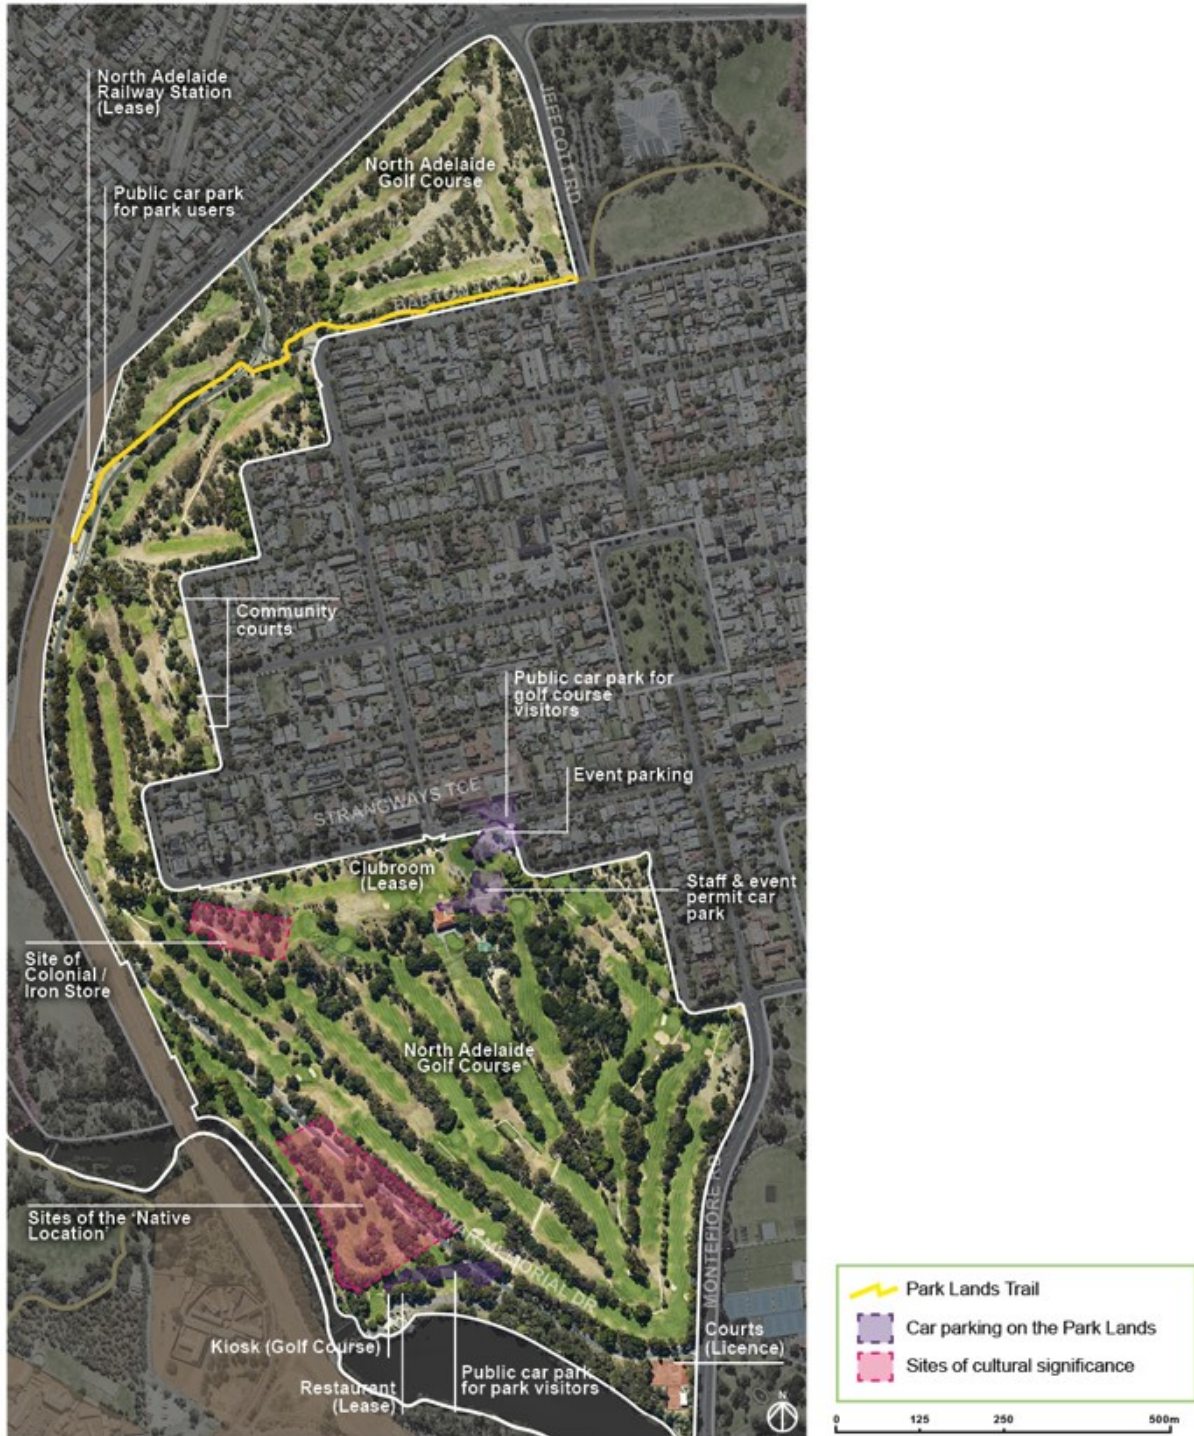 North Adelaide
Railway Station
(Lease)
JEFFCOTT RD
North Adelaide
Golf Course
Public car park
for park users
BARTON
Community
courts
Public car park for
golf course
visitors
Event parking
STRANGWAYS TCE
Clubroom
(Lease)
Staff & event
permit car
park
Site of
Colonial /
Iron Store
North Adelaide
Golf Course
Sites of the 'Native
Location'
WAR MEMORIAL DR
MONTEFIORE RD
Kiosk (Golf Course)
Restaurant
(Lease)
Public car park
for park visitors
Courts
(Licence)
N
Park Lands Trail
Car parking on the Park Lands
Sites of cultural significance
0 125 250 500m